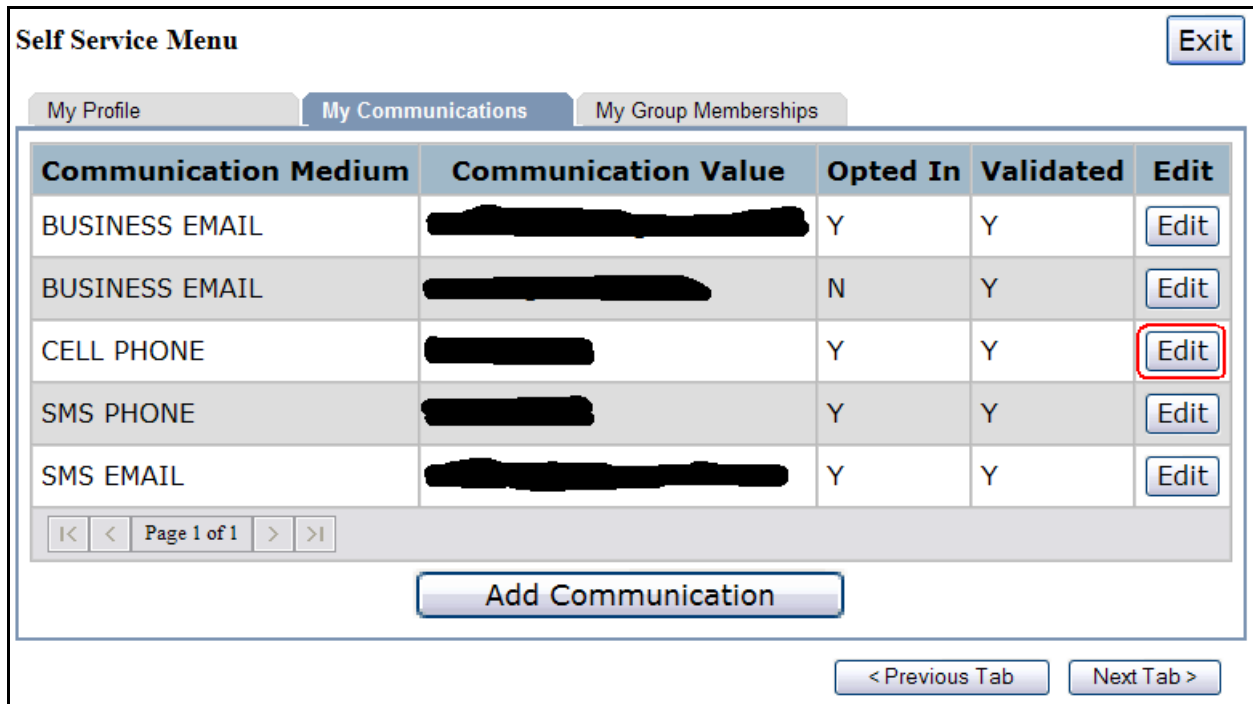 Self Service Menu
Exit
My Profile My Communications My Group Memberships
Communication Medium Communication Value Opted In Validated Edit
BUSINESS EMAIL Y Y Edit
BUSINESS EMAIL N Y Edit
CELL PHONE Y Y Edit
SMS PHONE Y Y Edit
SMS EMAIL Y Y Edit
|< < Page 1 of 1 > >|
Add Communication
< Previous Tab Next Tab >